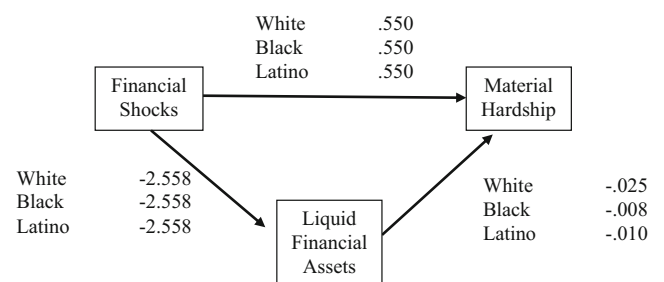 White .550
Black .550
Latino .550
Financial
Shocks
Material
Hardship
White -2.558
Black -2.558
Latino -2.558
White -.025
Black -.008
Latino -.010
Liquid
Financial
Assets